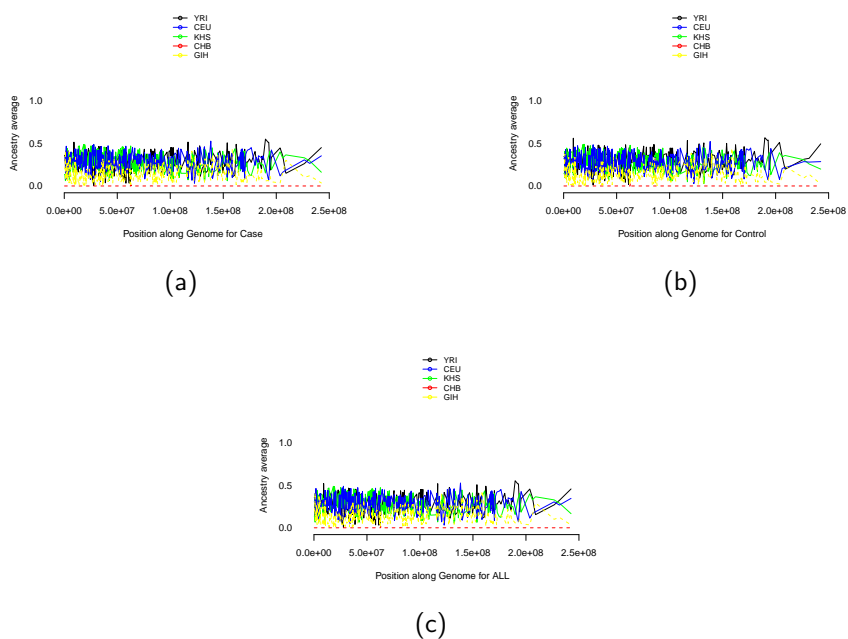 YRI
CEU
KHS
CHB
GIH
Ancestry average
1.0
0.5
0.0
0.0e+00 5.0e+07 1.0e+08 1.5e+08 2.0e+08 2.5e+08
Position along Genome for Case
(a)
YRI
CEU
KHS
CHB
GIH
Ancestry average
1.0
0.5
0.0
0.0e+00 5.0e+07 1.0e+08 1.5e+08 2.0e+08 2.5e+08
Position along Genome for Control
(b)
YRI
CEU
KHS
CHB
GIH
Ancestry average
1.0
0.5
0.0
0.0e+00 5.0e+07 1.0e+08 1.5e+08 2.0e+08 2.5e+08
Position along Genome for ALL
(c)